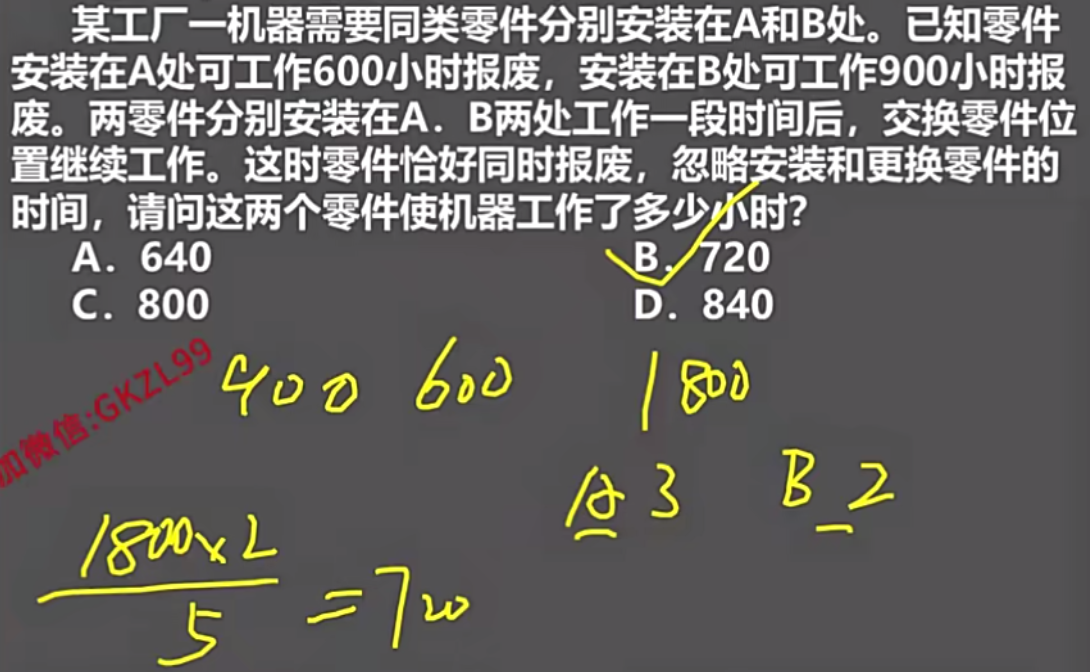 某工厂一机器需要同类零件分别安装在A和B处。已知零件
安装在A处可工作600小时报废，安装在B处可工作900小时报
废。两零件分别安装在A．B两处工作一段时间后，交换零件位
置继续工作。这时零件恰好同时报废，忽略安装和更换零件的
时间，请问这两个零件使机器工作了多少小时？
A．640 B．720
C．800 D．840
400 600 1800
加微信:GKZL99
A 3 B 2
1800×2
5 =720